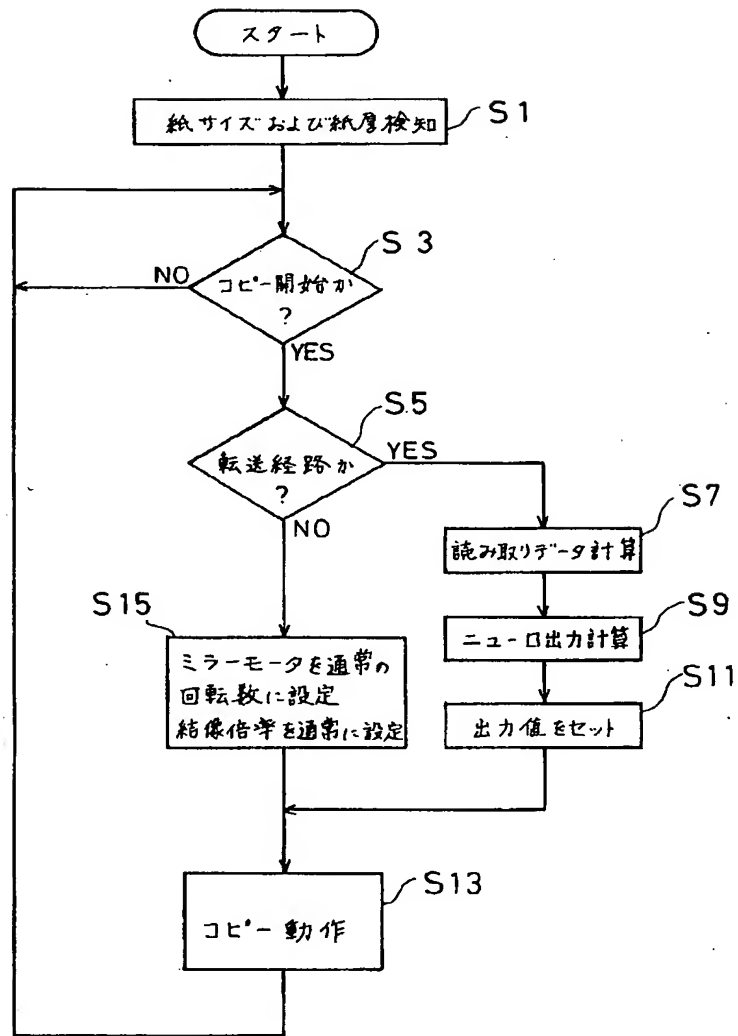 スタート
紙サイズおよび紙厚検知
S1
S3
コピー開始か
?
NO
YES
S5
転送経路か
?
YES
NO
S7
読み取りデータ計算
S9
ニューロ出力計算
S11
出力値をセット
S15
ミラーモータを通常の
回転数に設定
結像倍率を通常に設定
S13
コピー動作